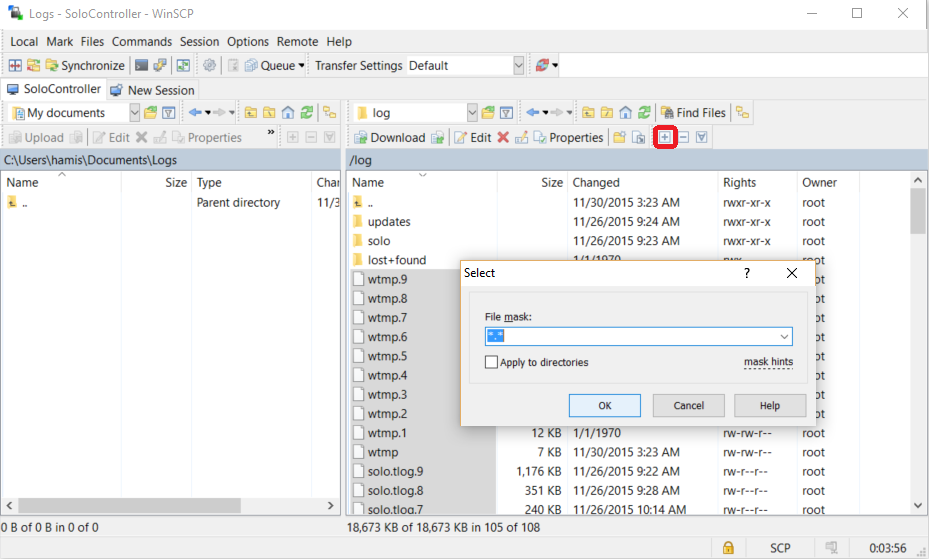 Logs - SoloController - WinSCP
Local Mark Files Commands Session Options Remote Help
Synchronize Queue Transfer Settings Default
SoloController New Session
My documents
Upload Edit Properties »
C:\Users\hamis\Documents\Logs
Name Size Type Char
.. Parent directory 11/3
0 B of 0 B in 0 of 0
log Find Files
Download Edit Properties
/log
Name Size Changed Rights Owner
.. 11/30/2015 3:23 AM rwxr-xr-x root
updates 11/26/2015 9:24 AM rwxr-xr-x root
solo 11/26/2015 9:23 AM rwxr-xr-x root
lost+found 1/1/1970 rwx root
wtmp.9
wtmp.8
wtmp.7
wtmp.6
wtmp.5
wtmp.4
wtmp.3
wtmp.2
wtmp.1 12 KB 1/1/1970 rw-rw-r-- root
wtmp 7 KB 11/30/2015 3:23 AM rw-rw-r-- root
solo.tlog.9 1,176 KB 11/26/2015 9:22 AM rw-r--r-- root
solo.tlog.8 351 KB 11/26/2015 9:28 AM rw-r--r-- root
solo.tlog.7 240 KB 11/26/2015 10:14 AM rw-r--r-- root
18,673 KB of 18,673 KB in 105 of 108
Select ?
File mask:
*.*
Apply to directories mask hints
OK Cancel Help
SCP 0:03:56